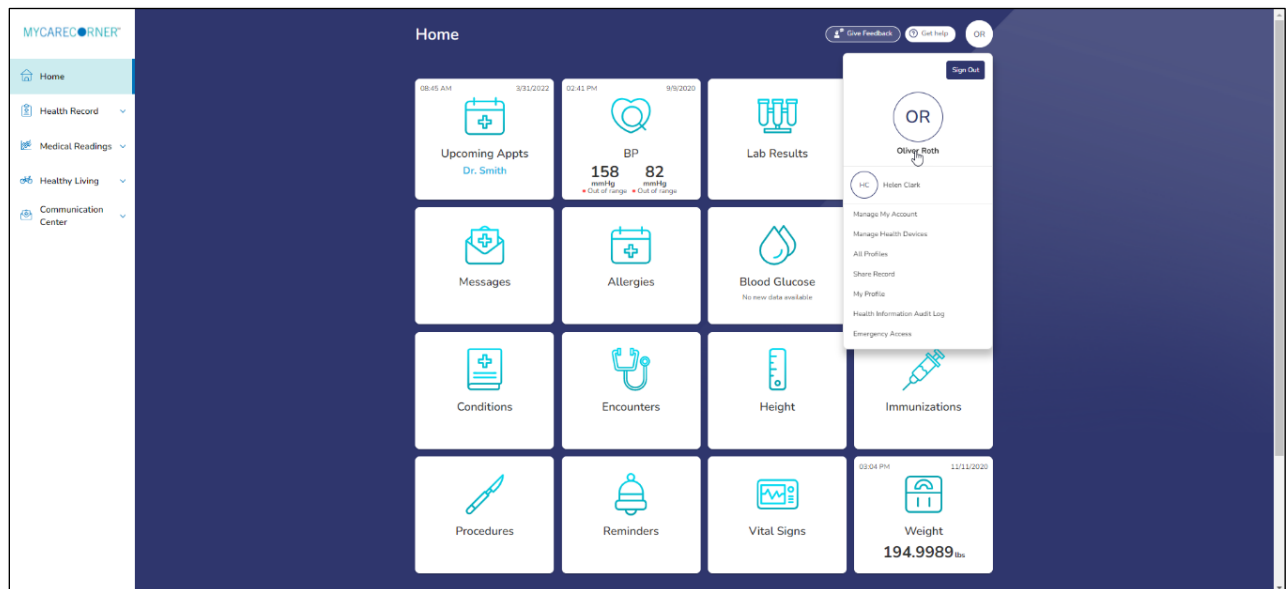 MYCARECORNER
Home
Health Record
Medical Readings
Healthy Living
Communication
Center
Home
Give Feedback
Get help
OR
Sign Out
OR
Oliver Roth
HC
Helen Clark
Manage My Account
Manage Health Devices
All Profiles
Share Record
My Profile
Health Information Audit Log
Emergency Access
08:45 AM 3/31/2022
Upcoming Appts
Dr. Smith
02:41 PM 9/9/2020
BP
158 82
mmHg mmHg
Out of range Out of range
Lab Results
Messages
Allergies
Blood Glucose
No new data available
Conditions
Encounters
Height
Immunizations
Procedures
Reminders
Vital Signs
03:04 PM 11/11/2020
Weight
194.9989 lbs